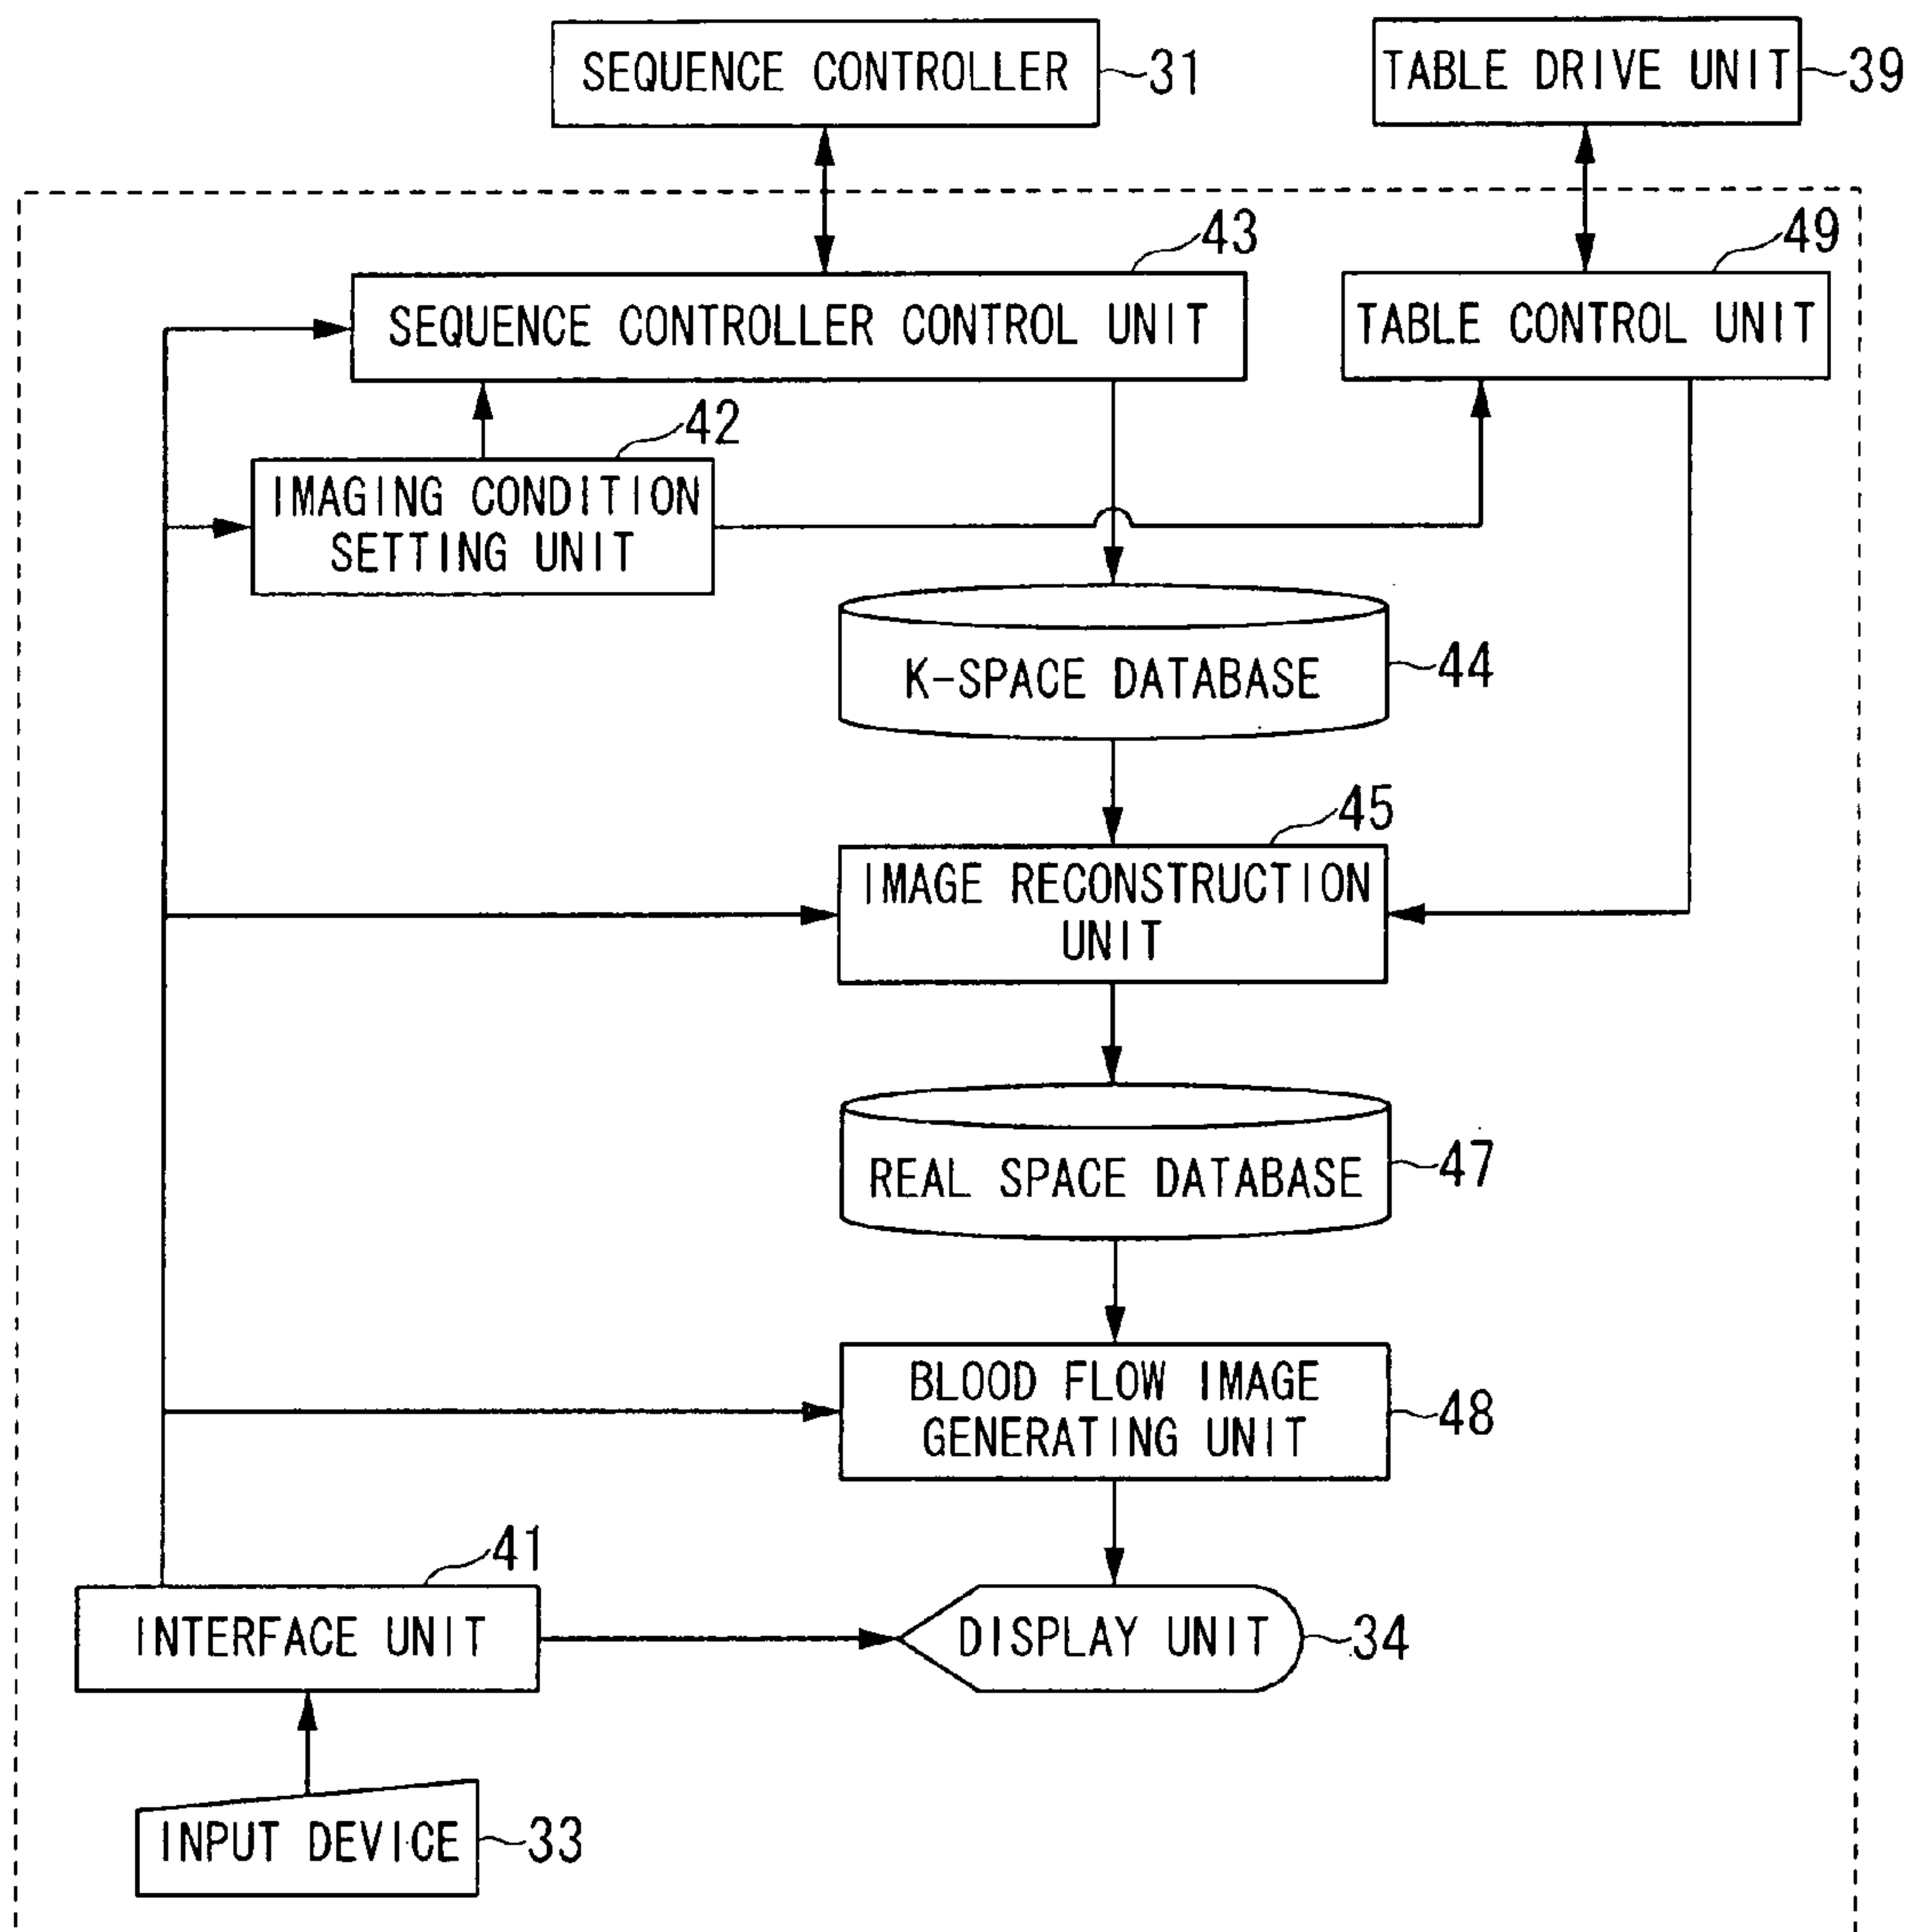 SEQUENCE CONTROLLER
31
TABLE DRIVE UNIT
39
43
49
SEQUENCE CONTROLLER CONTROL UNIT
TABLE CONTROL UNIT
42
IMAGING CONDITION
SETTING UNIT
K-SPACE DATABASE
44
45
IMAGE RECONSTRUCTION
UNIT
REAL SPACE DATABASE
47
BLOOD FLOW IMAGE
GENERATING UNIT
48
41
INTERFACE UNIT
DISPLAY UNIT
34
INPUT DEVICE
33